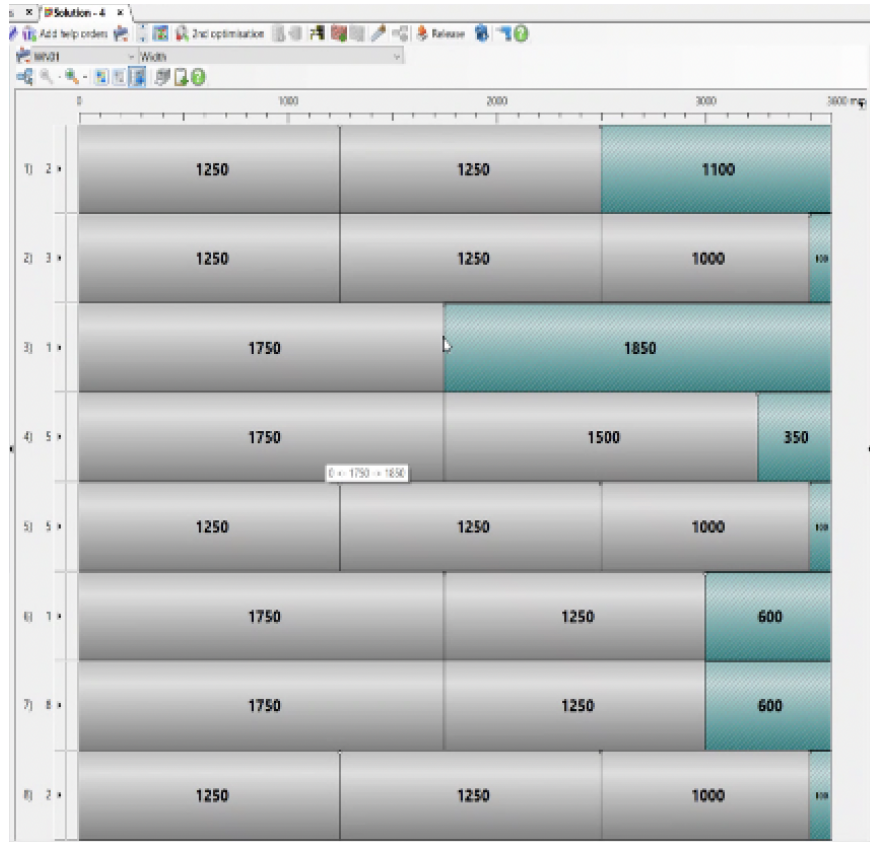 Solution - 4
Add help orders 2nd optimisation Release
Width
0 1000 2000 3000 3600 mm
1) 2 1250 1250 1100
2) 3 1250 1250 1000 100
3) 1 1750 1850
4) 5 1750 1500 350
0 <- 1750 -> 1850
5) 5 1250 1250 1000 100
6) 1 1750 1250 600
7) 8 1750 1250 600
8) 2 1250 1250 1000 100